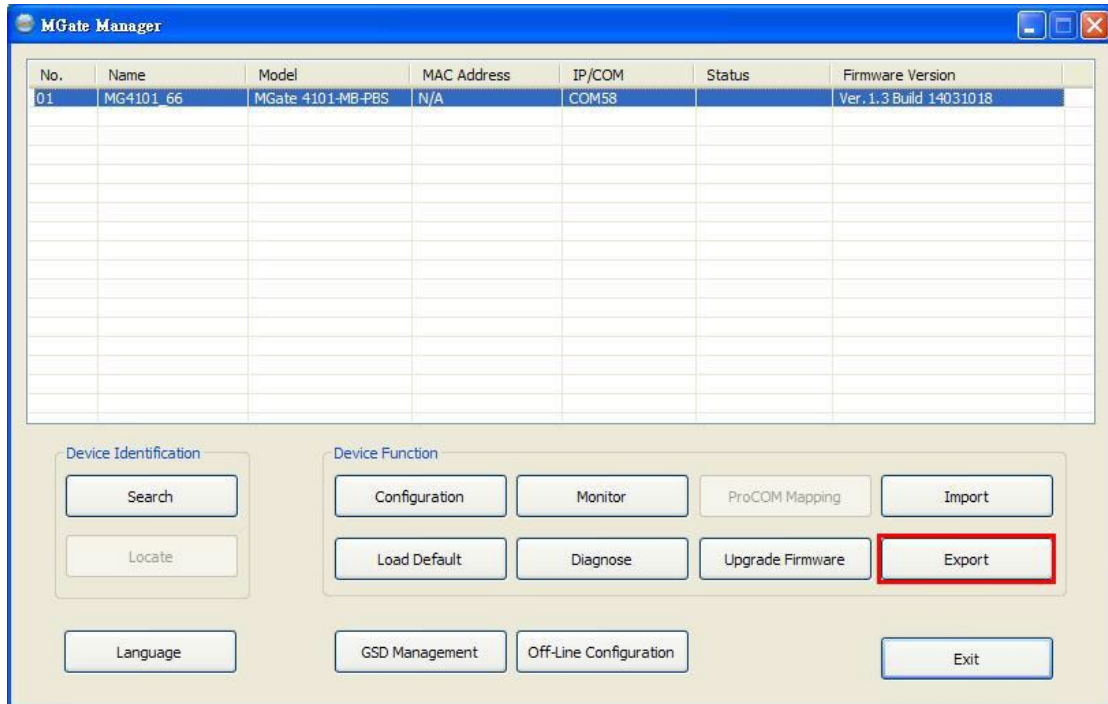 MGate Manager
No. Name Model MAC Address IP/COM Status Firmware Version
01 MG4101_66 MGate 4101-MB-PBS N/A COM58 Ver.1.3 Build 14031018
Device Identification Device Function
Search Configuration Monitor ProCOM Mapping Import
Locate Load Default Diagnose Upgrade Firmware Export
Language GSD Management Off-Line Configuration Exit